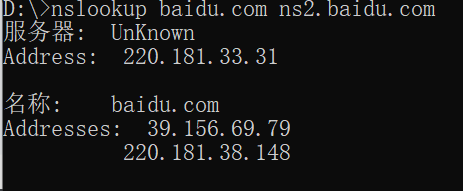 D:\>nslookup baidu.com ns2.baidu.com
服务器:  UnKnown
Address:  220.181.33.31
名称:    baidu.com
Addresses:  39.156.69.79
220.181.38.148